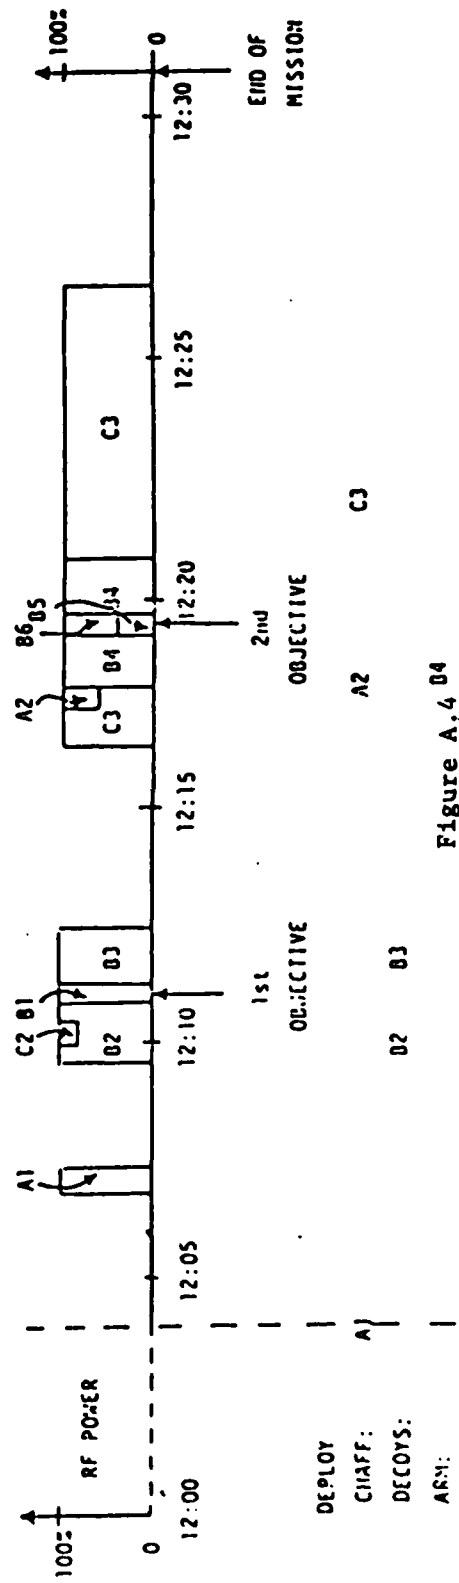 100%
RF POWER
0
12:00
12:05
A1
12:10
C2 B1
B2
B3
12:15
A2
C3
B4
B6 B5
B4
12:20
C3
12:25
12:30
100%
0
1st
OBJECTIVE
2nd
OBJECTIVE
END OF
MISSION
DEPLOY
CHAFF: A1 A2 C3
DECOYS: B2 B3
ARM: B4
Figure A.4